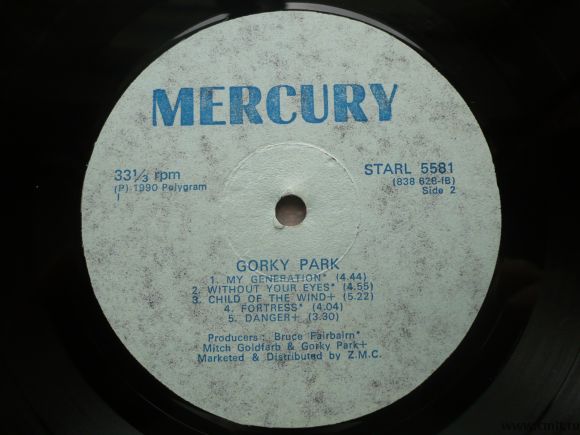 MERCURY
33⅓ rpm
(P) 1990 Polygram
I
STARL 5581
(838 628-IB)
Side 2
GORKY PARK
1. MY GENERATION* (4.44)
2. WITHOUT YOUR EYES* (4.55)
3. CHILD OF THE WIND+ (5.22)
4. FORTRESS* (4.04)
5. DANGER+ (3.30)
Producers: Bruce Fairbairn*
Mitch Goldfarb & Gorky Park+
Marketed & Distributed by Z.M.C.